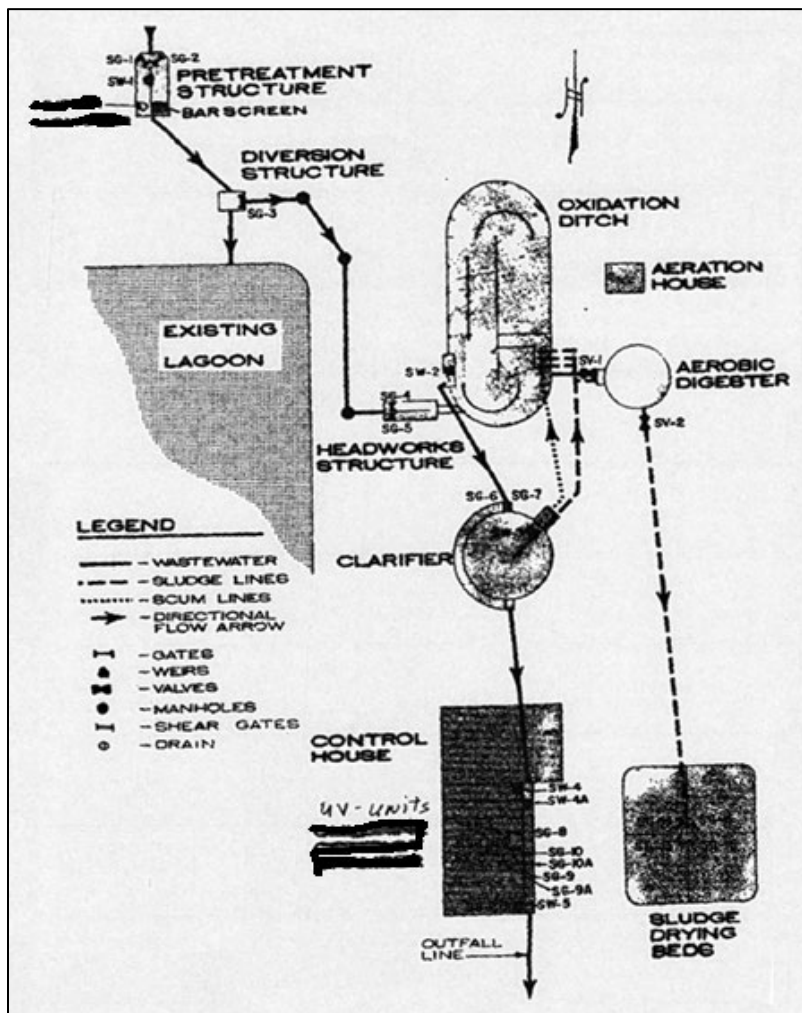 SG-1 SG-2
SW-1
PRETREATMENT
STRUCTURE
BAR SCREEN
DIVERSION
STRUCTURE
SG-3
N
OXIDATION
DITCH
AERATION
HOUSE
EXISTING
LAGOON
SW-2
SV-1
AEROBIC
DIGESTER
SV-2
SG-4
SG-5
HEADWORKS
STRUCTURE
SG-6 SG-7
CLARIFIER
LEGEND
- WASTEWATER
- SLUDGE LINES
- SCUM LINES
- DIRECTIONAL
FLOW ARROW
- GATES
- WEIRS
- VALVES
- MANHOLES
- SHEAR GATES
- DRAIN
CONTROL
HOUSE
UV-units
SW-4
SW-4A
SG-8
SG-10
SG-10A
SG-9
SG-9A
SW-5
OUTFALL
LINE
SLUDGE
DRYING
BEDS